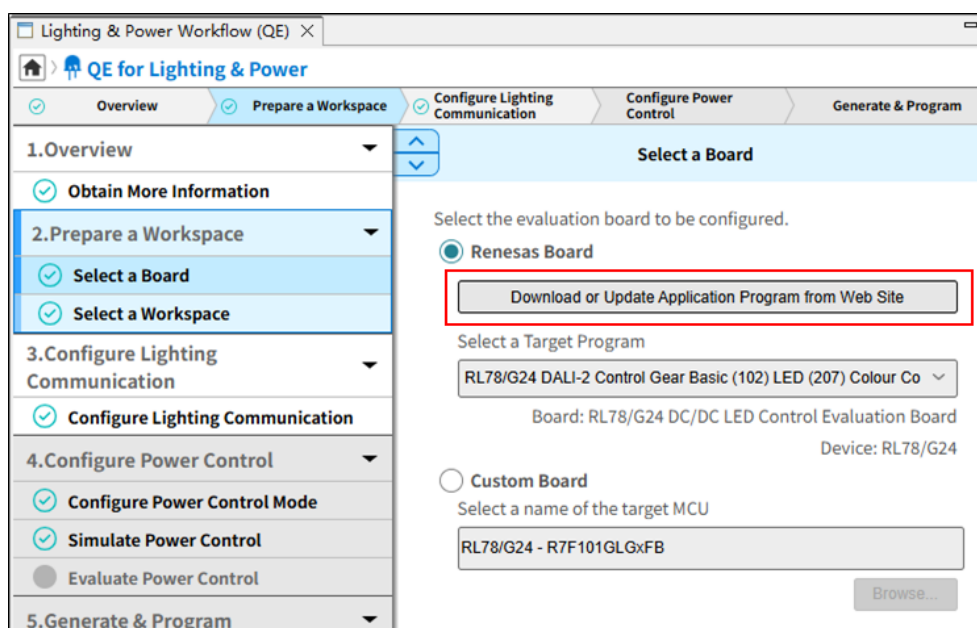 Lighting & Power Workflow (QE)
QE for Lighting & Power
Overview
Prepare a Workspace
Configure Lighting
Communication
Configure Power
Control
Generate & Program
1.Overview
Obtain More Information
2.Prepare a Workspace
Select a Board
Select a Workspace
3.Configure Lighting
Communication
Configure Lighting Communication
4.Configure Power Control
Configure Power Control Mode
Simulate Power Control
Evaluate Power Control
5.Generate & Program
Select a Board
Select the evaluation board to be configured.
Renesas Board
Download or Update Application Program from Web Site
Select a Target Program
RL78/G24 DALI-2 Control Gear Basic (102) LED (207) Colour Co
Board: RL78/G24 DC/DC LED Control Evaluation Board
Device: RL78/G24
Custom Board
Select a name of the target MCU
RL78/G24 - R7F101GLGxFB
Browse...